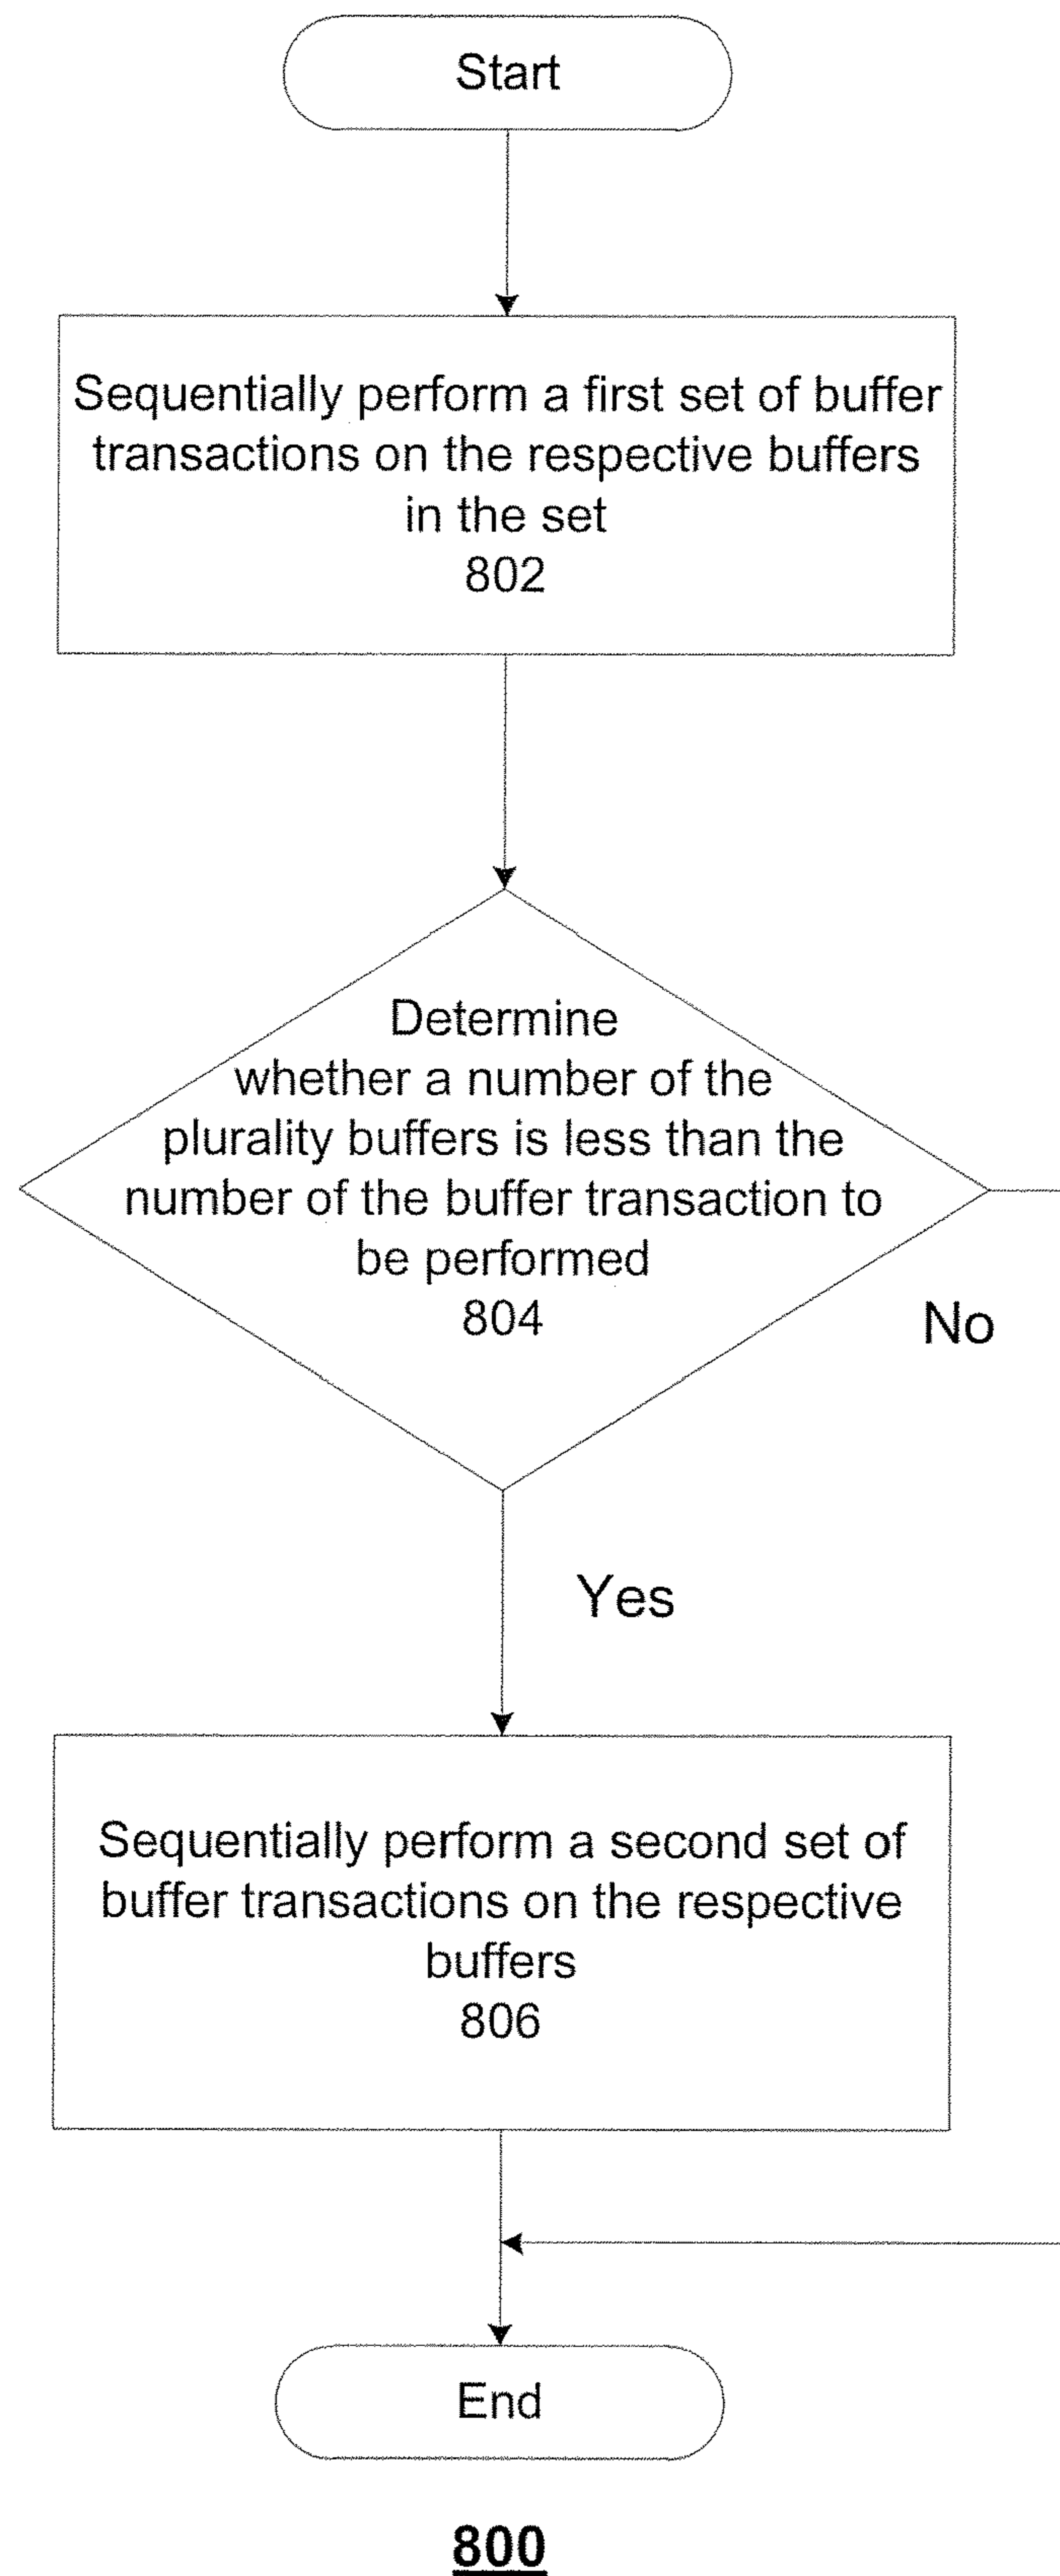 Start
Sequentially perform a first set of buffer
transactions on the respective buffers
in the set
802
Determine
whether a number of the
plurality buffers is less than the
number of the buffer transaction to
be performed
804
No
Yes
Sequentially perform a second set of
buffer transactions on the respective
buffers
806
End
800